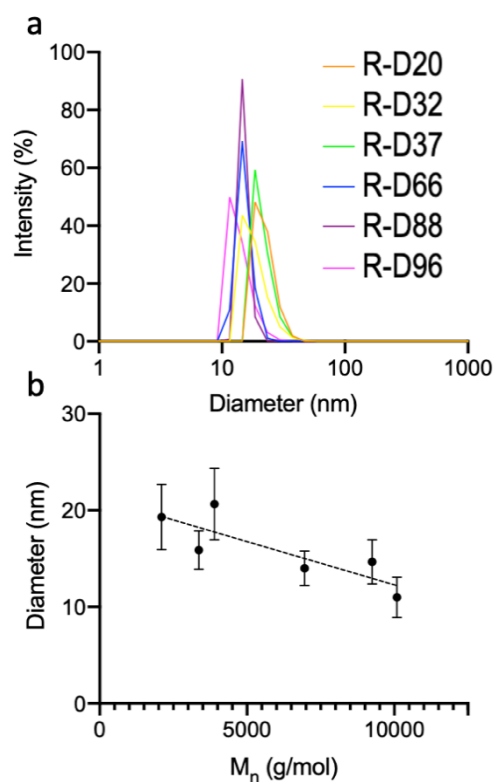 a
100
80
60
40
20
0
Intensity (%)
R-D20
R-D32
R-D37
R-D66
R-D88
R-D96
1 10 100 1000
Diameter (nm)
b
30
20
10
0
Diameter (nm)
0 5000 10000
Mn (g/mol)